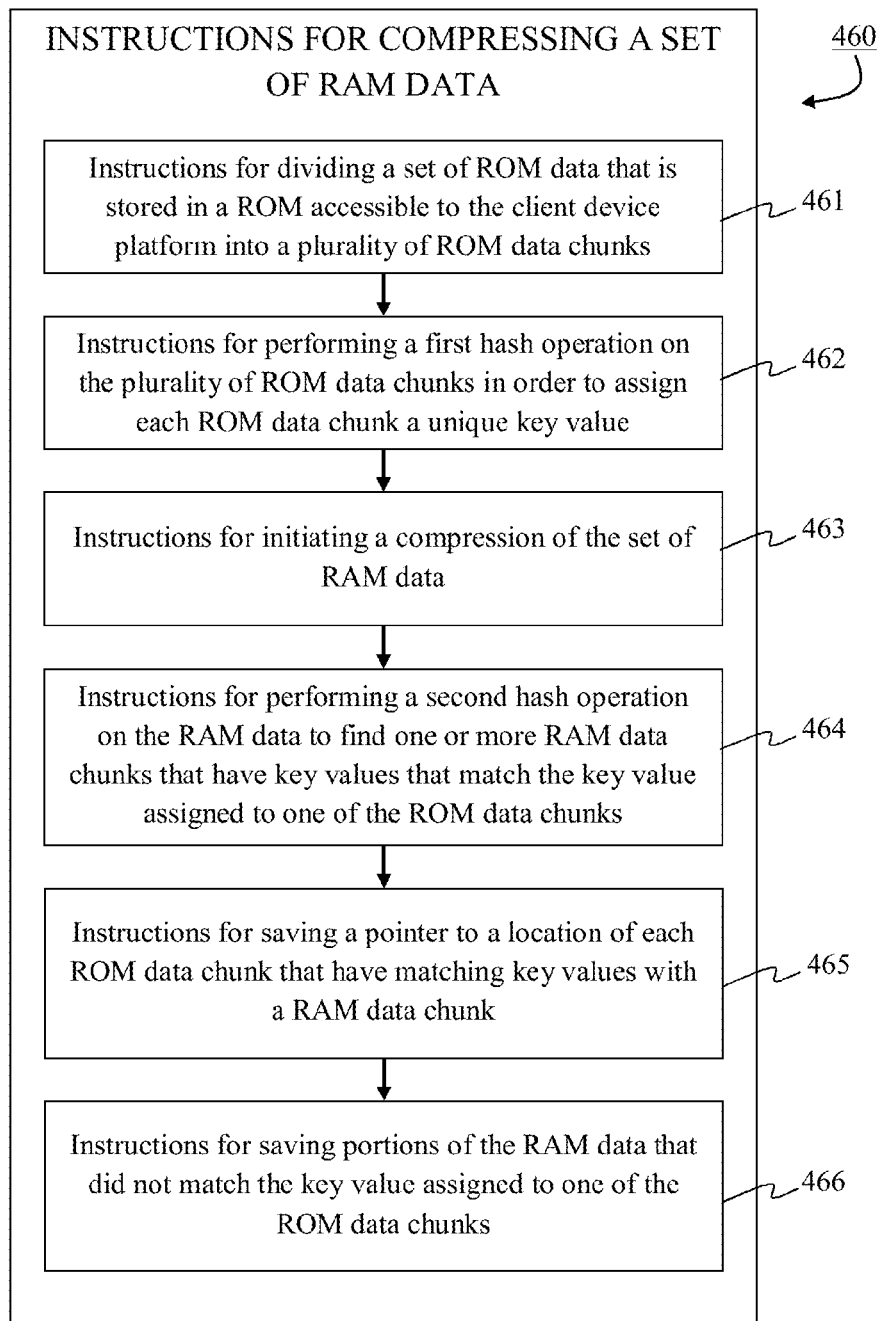 INSTRUCTIONS FOR COMPRESSING A SET
OF RAM DATA
460
Instructions for dividing a set of ROM data that is
stored in a ROM accessible to the client device
platform into a plurality of ROM data chunks
461
Instructions for performing a first hash operation on
the plurality of ROM data chunks in order to assign
each ROM data chunk a unique key value
462
Instructions for initiating a compression of the set of
RAM data
463
Instructions for performing a second hash operation
on the RAM data to find one or more RAM data
chunks that have key values that match the key value
assigned to one of the ROM data chunks
464
Instructions for saving a pointer to a location of each
ROM data chunk that have matching key values with
a RAM data chunk
465
Instructions for saving portions of the RAM data that
did not match the key value assigned to one of the
ROM data chunks
466